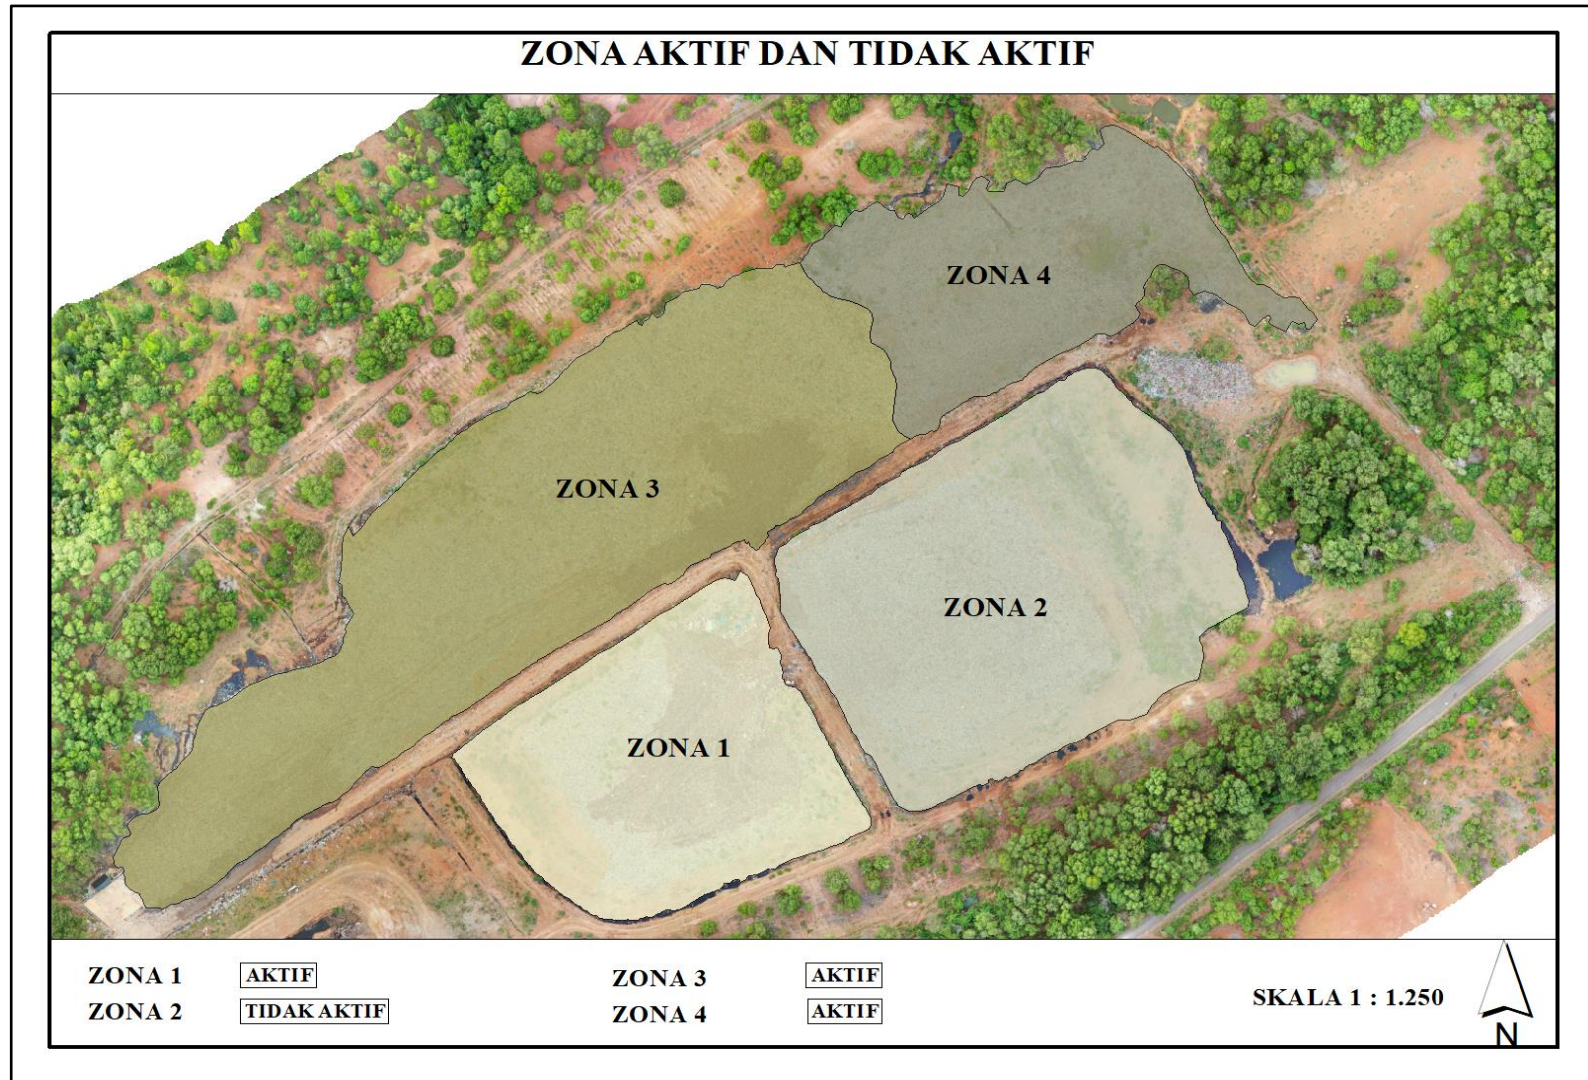 ZONA AKTIF DAN TIDAK AKTIF
ZONA 4
ZONA 3
ZONA 2
ZONA 1
ZONA 1 AKTIF
ZONA 2 TIDAK AKTIF
ZONA 3 AKTIF
ZONA 4 AKTIF
SKALA 1 : 1.250
N